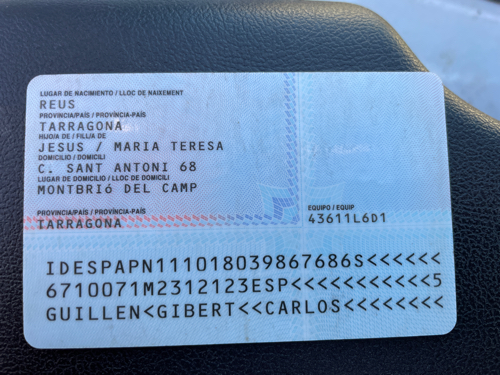 LUGAR DE NACIMIENTO / LLOC DE NAIXEMENT
REUS
PROVINCIA/PAÍS / PROVÍNCIA-PAÍS
TARRAGONA
HIJO/A DE / FILL/A DE
JESUS / MARIA TERESA
DOMICILIO / DOMICILI
C. SANT ANTONI 68
LUGAR DE DOMICILIO / LLOC DE DOMICILI
MONTBRIó DEL CAMP
PROVINCIA/PAÍS / PROVÍNCIA-PAÍS
TARRAGONA
EQUIPO / EQUIP
43611L6D1
IDESPAPN111018039867686S<<<<<<
6710071M2312123ESP<<<<<<<<<<<5
GUILLEN<GIBERT<<CARLOS<<<<<<<<